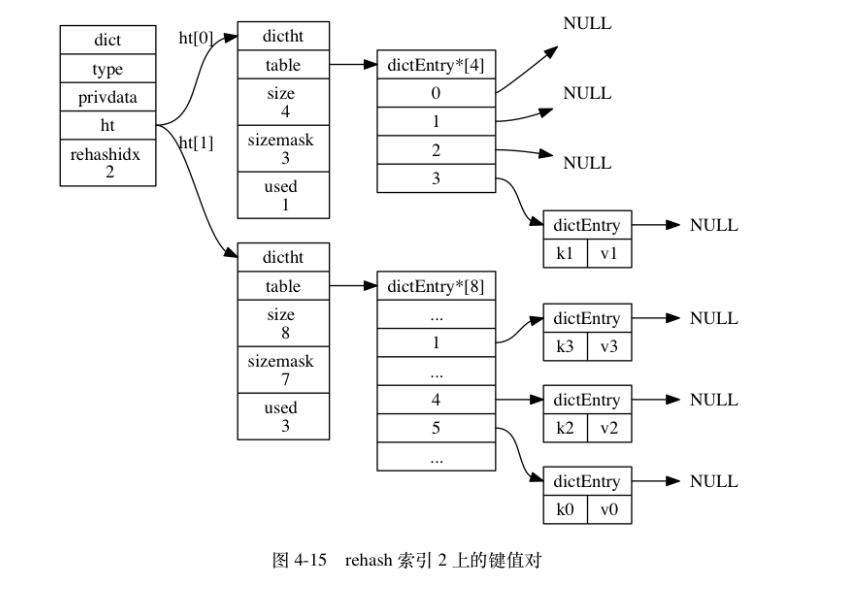 dict
type
privdata
ht
rehashidx
2
ht[0]
ht[1]
dictht
table
size
4
sizemask
3
used
1
dictEntry*[4]
0
1
2
3
NULL
NULL
NULL
dictEntry
k1 v1
NULL
dictht
table
size
8
sizemask
7
used
3
dictEntry*[8]
...
1
...
4
5
...
dictEntry
k3 v3
NULL
dictEntry
k2 v2
NULL
dictEntry
k0 v0
NULL
图 4-15 rehash 索引 2 上的键值对